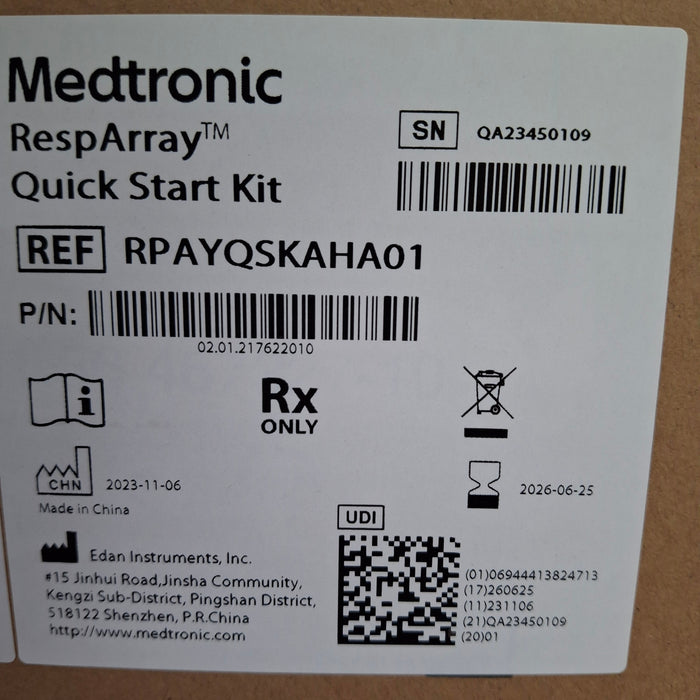 Medtronic
RespArray™
Quick Start Kit
SN QA23450109
REF RPAYQSKAHA01
P/N:
02.01.217622010
i
Rx
ONLY
CHN 2023-11-06
Made in China
2026-06-25
Edan Instruments, Inc.
#15 Jinhui Road,Jinsha Community,
Kengzi Sub-District, Pingshan District,
518122 Shenzhen, P.R.China
http://www.medtronic.com
UDI
(01)06944413824713
(17)260625
(11)231106
(21)QA23450109
(20)01